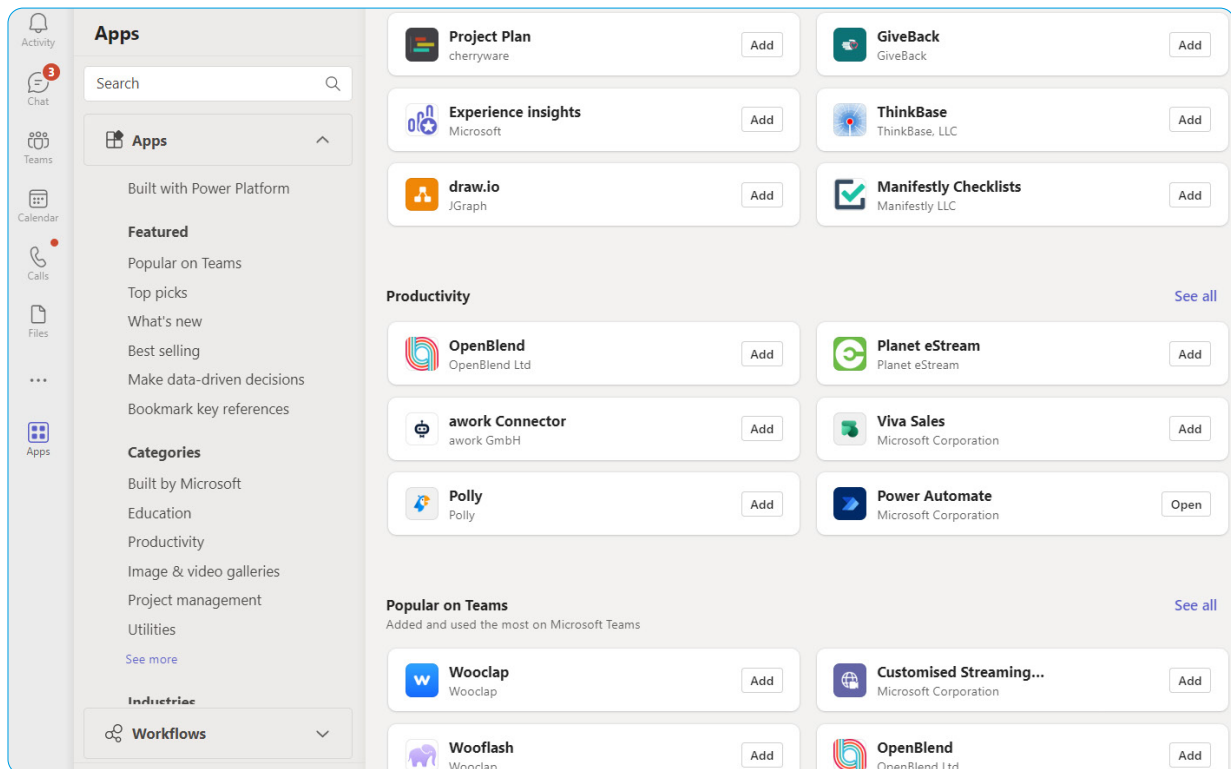 Activity
3
Chat
Teams
Calendar
Calls
Files
Apps
Apps
Search
Apps
Built with Power Platform
Featured
Popular on Teams
Top picks
What's new
Best selling
Make data-driven decisions
Bookmark key references
Categories
Built by Microsoft
Education
Productivity
Image & video galleries
Project management
Utilities
See more
Industries
Workflows
Project Plan
cherryware
Add
GiveBack
GiveBack
Add
Experience insights
Microsoft
Add
ThinkBase
ThinkBase, LLC
Add
draw.io
JGraph
Add
Manifestly Checklists
Manifestly LLC
Add
Productivity
See all
OpenBlend
OpenBlend Ltd
Add
Planet eStream
Planet eStream
Add
awork Connector
awork GmbH
Add
Viva Sales
Microsoft Corporation
Add
Polly
Polly
Add
Power Automate
Microsoft Corporation
Open
Popular on Teams
See all
Added and used the most on Microsoft Teams
Wooclap
Wooclap
Add
Customised Streaming...
Microsoft Corporation
Add
Wooflash
Wooclap
Add
OpenBlend
OpenBlend Ltd
Add